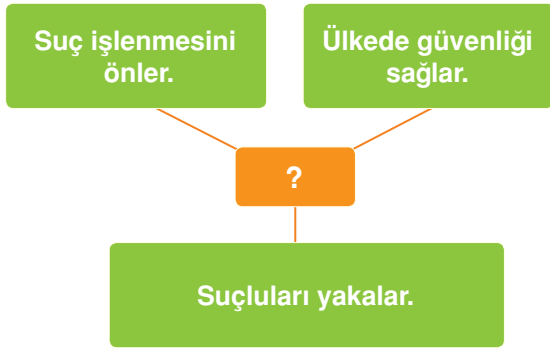 Suç işlenmesini
önler.
Ülkede güvenliği
sağlar.
?
Suçluları yakalar.